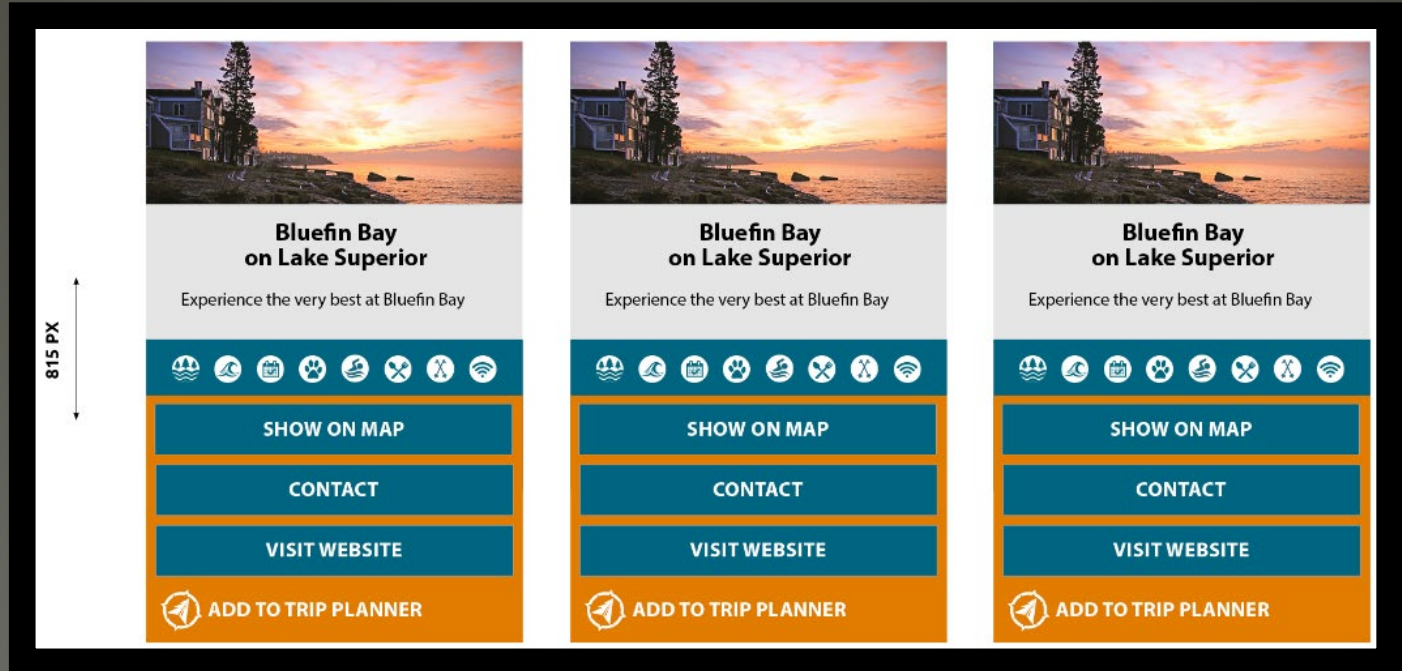 815 PX
Bluefin Bay
on Lake Superior
Experience the very best at Bluefin Bay
SHOW ON MAP
CONTACT
VISIT WEBSITE
ADD TO TRIP PLANNER
Bluefin Bay
on Lake Superior
Experience the very best at Bluefin Bay
SHOW ON MAP
CONTACT
VISIT WEBSITE
ADD TO TRIP PLANNER
Bluefin Bay
on Lake Superior
Experience the very best at Bluefin Bay
SHOW ON MAP
CONTACT
VISIT WEBSITE
ADD TO TRIP PLANNER